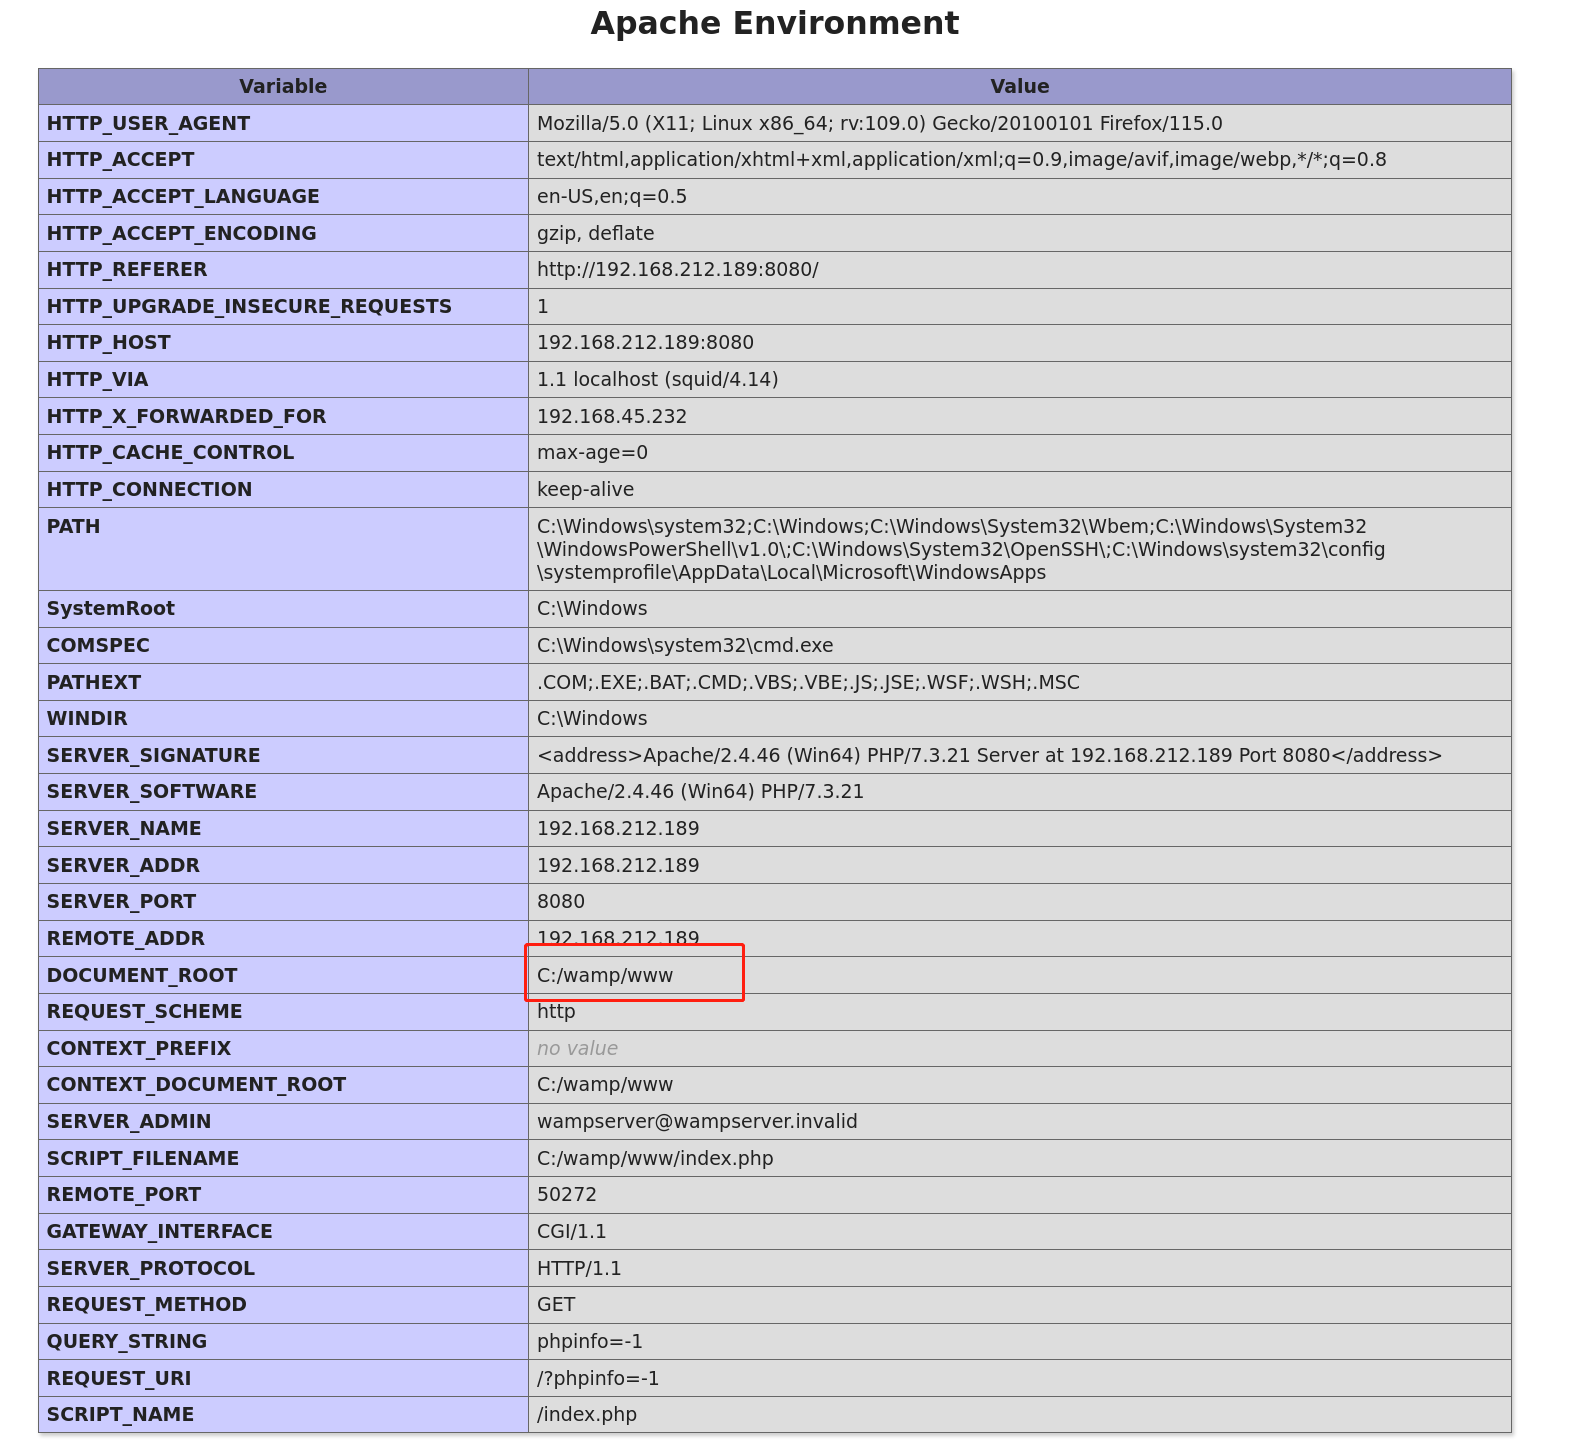 Apache Environment
Variable Value
HTTP_USER_AGENT Mozilla/5.0 (X11; Linux x86_64; rv:109.0) Gecko/20100101 Firefox/115.0
HTTP_ACCEPT text/html,application/xhtml+xml,application/xml;q=0.9,image/avif,image/webp,*/*;q=0.8
HTTP_ACCEPT_LANGUAGE en-US,en;q=0.5
HTTP_ACCEPT_ENCODING gzip, deflate
HTTP_REFERER http://192.168.212.189:8080/
HTTP_UPGRADE_INSECURE_REQUESTS 1
HTTP_HOST 192.168.212.189:8080
HTTP_VIA 1.1 localhost (squid/4.14)
HTTP_X_FORWARDED_FOR 192.168.45.232
HTTP_CACHE_CONTROL max-age=0
HTTP_CONNECTION keep-alive
PATH C:\Windows\system32;C:\Windows;C:\Windows\System32\Wbem;C:\Windows\System32
\WindowsPowerShell\v1.0\;C:\Windows\System32\OpenSSH\;C:\Windows\system32\config
\systemprofile\AppData\Local\Microsoft\WindowsApps
SystemRoot C:\Windows
COMSPEC C:\Windows\system32\cmd.exe
PATHEXT .COM;.EXE;.BAT;.CMD;.VBS;.VBE;.JS;.JSE;.WSF;.WSH;.MSC
WINDIR C:\Windows
SERVER_SIGNATURE <address>Apache/2.4.46 (Win64) PHP/7.3.21 Server at 192.168.212.189 Port 8080</address>
SERVER_SOFTWARE Apache/2.4.46 (Win64) PHP/7.3.21
SERVER_NAME 192.168.212.189
SERVER_ADDR 192.168.212.189
SERVER_PORT 8080
REMOTE_ADDR 192.168.212.189
DOCUMENT_ROOT C:/wamp/www
REQUEST_SCHEME http
CONTEXT_PREFIX no value
CONTEXT_DOCUMENT_ROOT C:/wamp/www
SERVER_ADMIN wampserver@wampserver.invalid
SCRIPT_FILENAME C:/wamp/www/index.php
REMOTE_PORT 50272
GATEWAY_INTERFACE CGI/1.1
SERVER_PROTOCOL HTTP/1.1
REQUEST_METHOD GET
QUERY_STRING phpinfo=-1
REQUEST_URI /?phpinfo=-1
SCRIPT_NAME /index.php